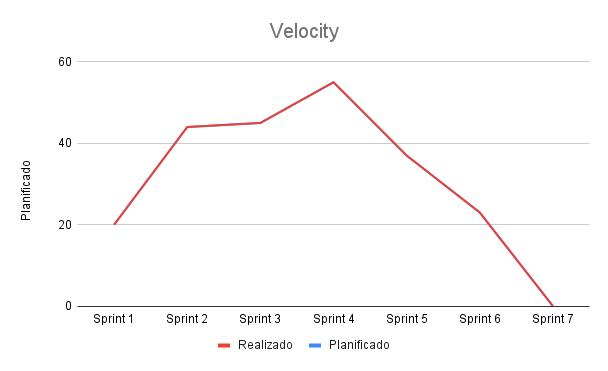 Velocity
60
40
20
0
Planificado
Sprint 1 Sprint 2 Sprint 3 Sprint 4 Sprint 5 Sprint 6 Sprint 7
Realizado Planificado